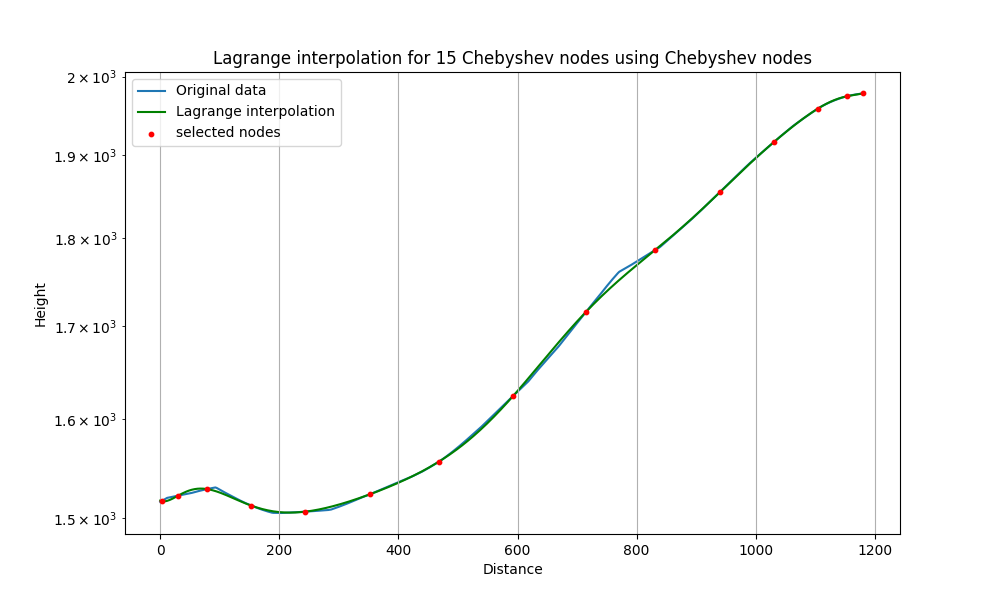 Lagrange interpolation for 15 Chebyshev nodes using Chebyshev nodes
Original data
Lagrange interpolation
selected nodes
2 × 10³
1.9 × 10³
1.8 × 10³
1.7 × 10³
1.6 × 10³
1.5 × 10³
Height
0 200 400 600 800 1000 1200
Distance